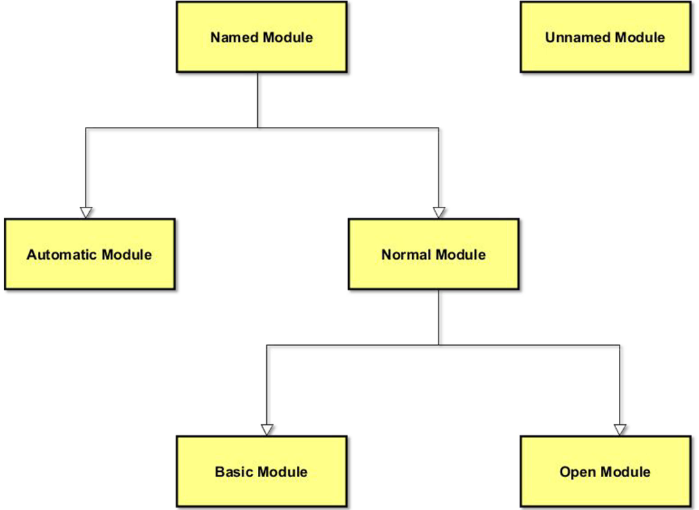 Named Module
Unnamed Module
Automatic Module
Normal Module
Basic Module
Open Module